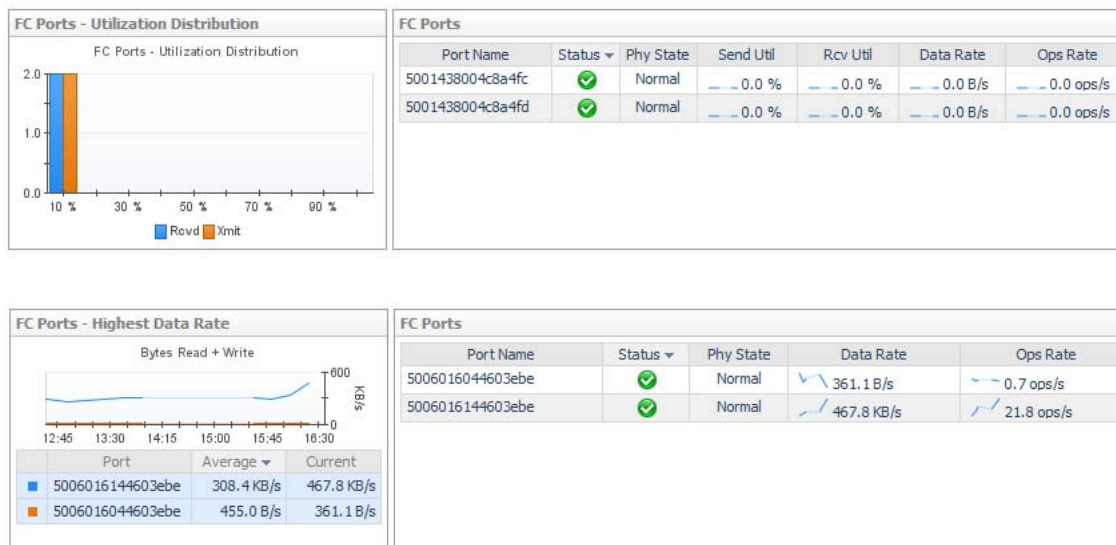 FC Ports - Utilization Distribution
FC Ports - Utilization Distribution
2.0
1.0
0.0
10 % 30 % 50 % 70 % 90 %
Rcvd Xmit
FC Ports
Port Name Status Phy State Send Util Rcv Util Data Rate Ops Rate
5001438004c8a4fc Normal 0.0 % 0.0 % 0.0 B/s 0.0 ops/s
5001438004c8a4fd Normal 0.0 % 0.0 % 0.0 B/s 0.0 ops/s
FC Ports - Highest Data Rate
Bytes Read + Write
600
KB/s
0
12:45 13:30 14:15 15:00 15:45 16:30
Port Average Current
5006016144603ebe 308.4 KB/s 467.8 KB/s
5006016044603ebe 455.0 B/s 361.1 B/s
FC Ports
Port Name Status Phy State Data Rate Ops Rate
5006016044603ebe Normal 361.1 B/s 0.7 ops/s
5006016144603ebe Normal 467.8 KB/s 21.8 ops/s